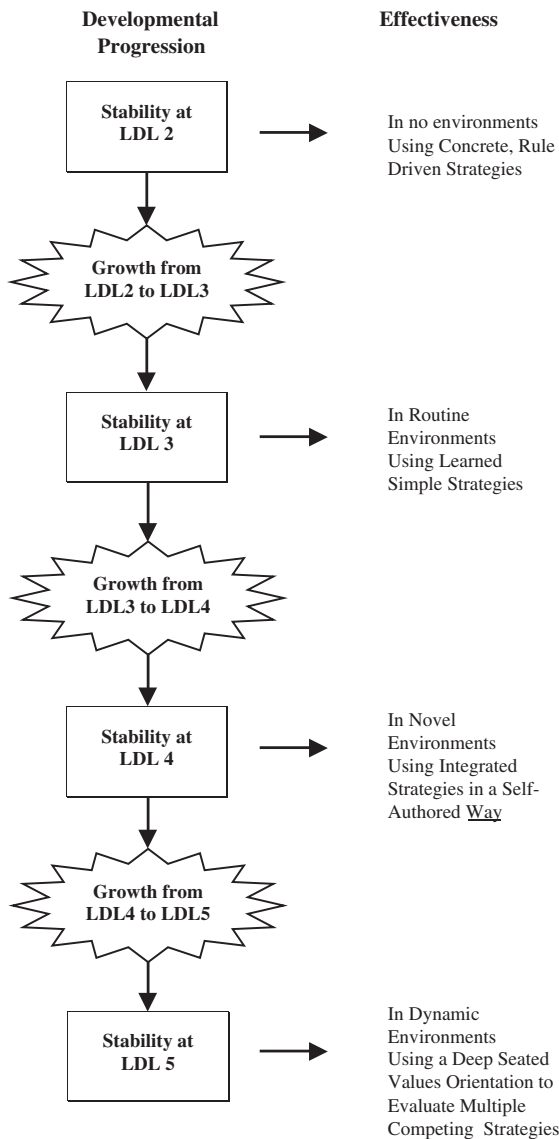 Developmental
Progression
Effectiveness
Stability at
LDL 2
In no environments
Using Concrete, Rule
Driven Strategies
Growth from
LDL2 to LDL3
Stability at
LDL 3
In Routine
Environments
Using Learned
Simple Strategies
Growth from
LDL3 to LDL4
Stability at
LDL 4
In Novel
Environments
Using Integrated
Strategies in a Self-
Authored Way
Growth from
LDL4 to LDL5
Stability at
LDL 5
In Dynamic
Environments
Using a Deep Seated
Values Orientation to
Evaluate Multiple
Competing Strategies